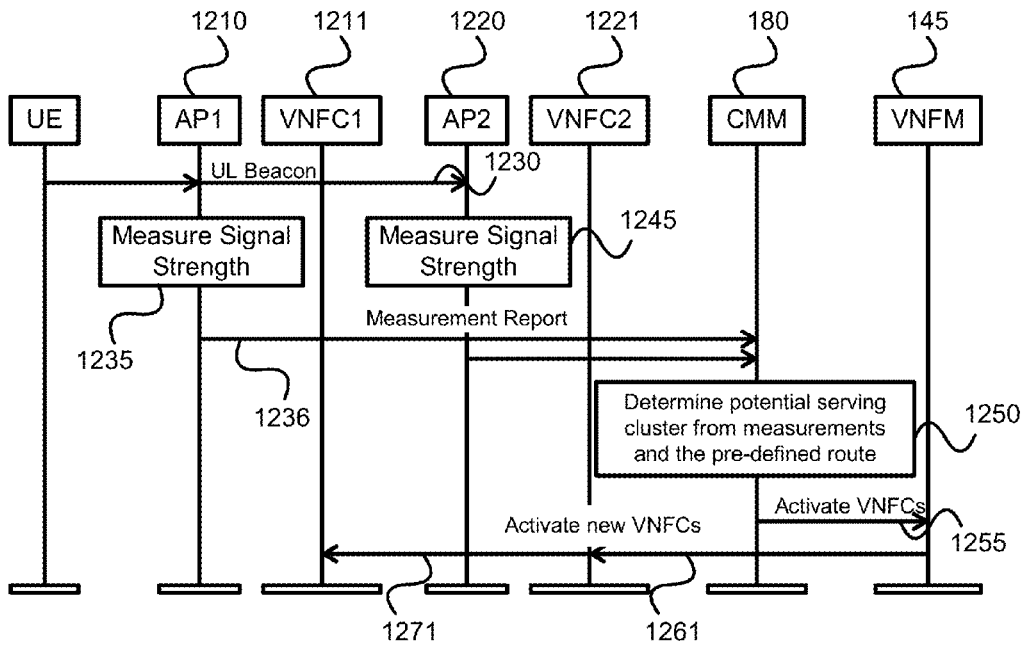 1210 1211 1220 1221 180 145
UE AP1 VNFC1 AP2 VNFC2 CMM VNFM
UL Beacon
1230
Measure Signal
Strength
Measure Signal
Strength
1245
Measurement Report
1235
1236
Determine potential serving
cluster from measurements
and the pre-defined route
1250
Activate VNFCs
Activate new VNFCs
1255
1271
1261